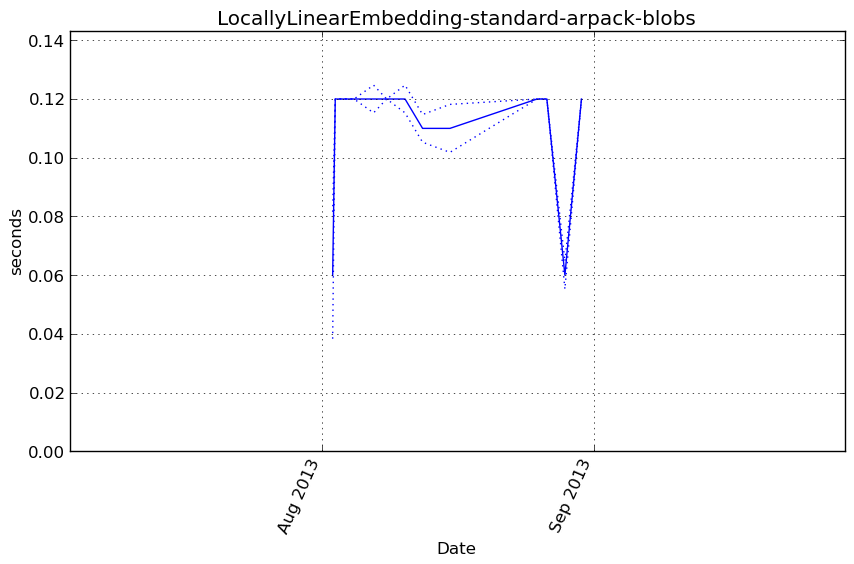 LocallyLinearEmbedding-standard-arpack-blobs
0.14
0.12
0.10
0.08
0.06
0.04
0.02
0.00
seconds
Aug 2013
Sep 2013
Date